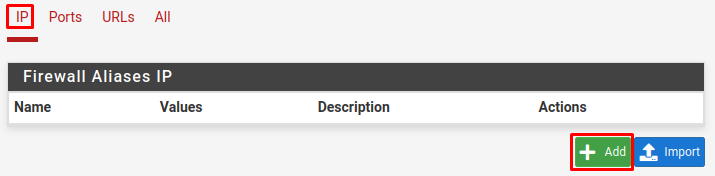 IP Ports URLs All
Firewall Aliases IP
Name Values Description Actions
Add Import